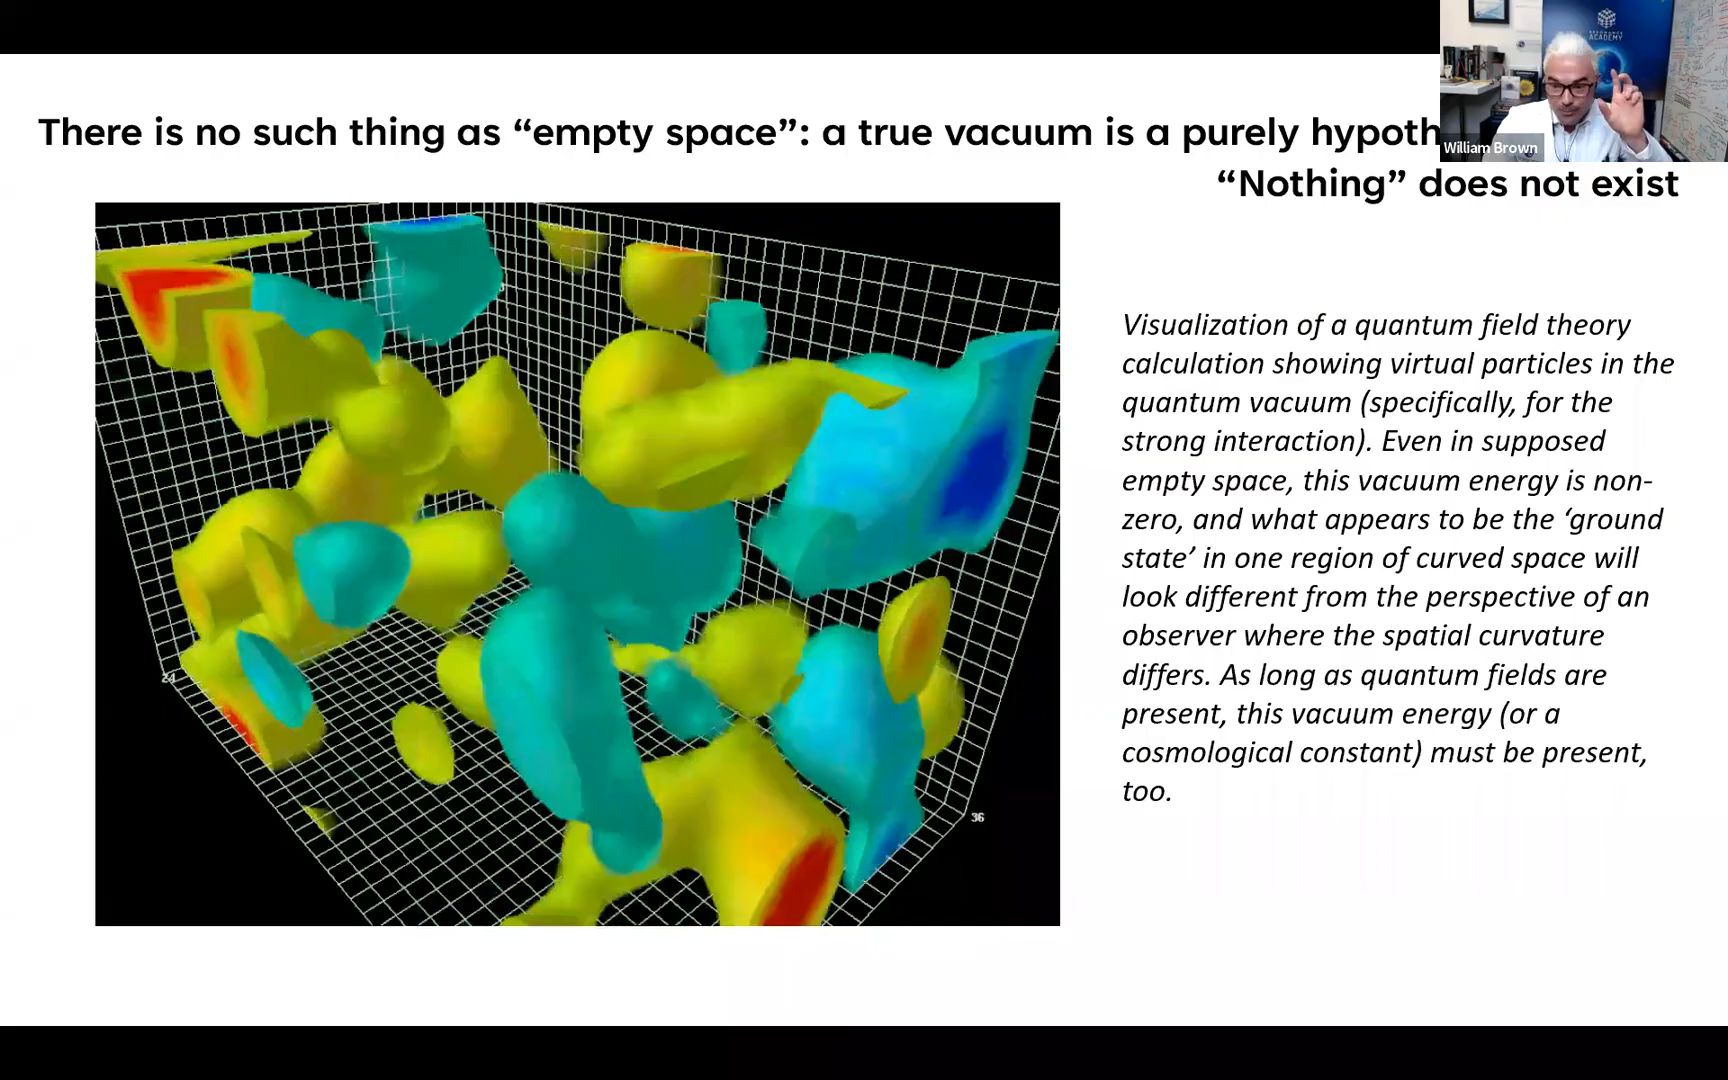 There is no such thing as “empty space”: a true vacuum is a purely hypoth
“Nothing” does not exist
ACADEMY
William Brown
Visualization of a quantum field theory
calculation showing virtual particles in the
quantum vacuum (specifically, for the
strong interaction). Even in supposed
empty space, this vacuum energy is non-
zero, and what appears to be the ‘ground
state’ in one region of curved space will
look different from the perspective of an
observer where the spatial curvature
differs. As long as quantum fields are
present, this vacuum energy (or a
cosmological constant) must be present,
too.
24
36